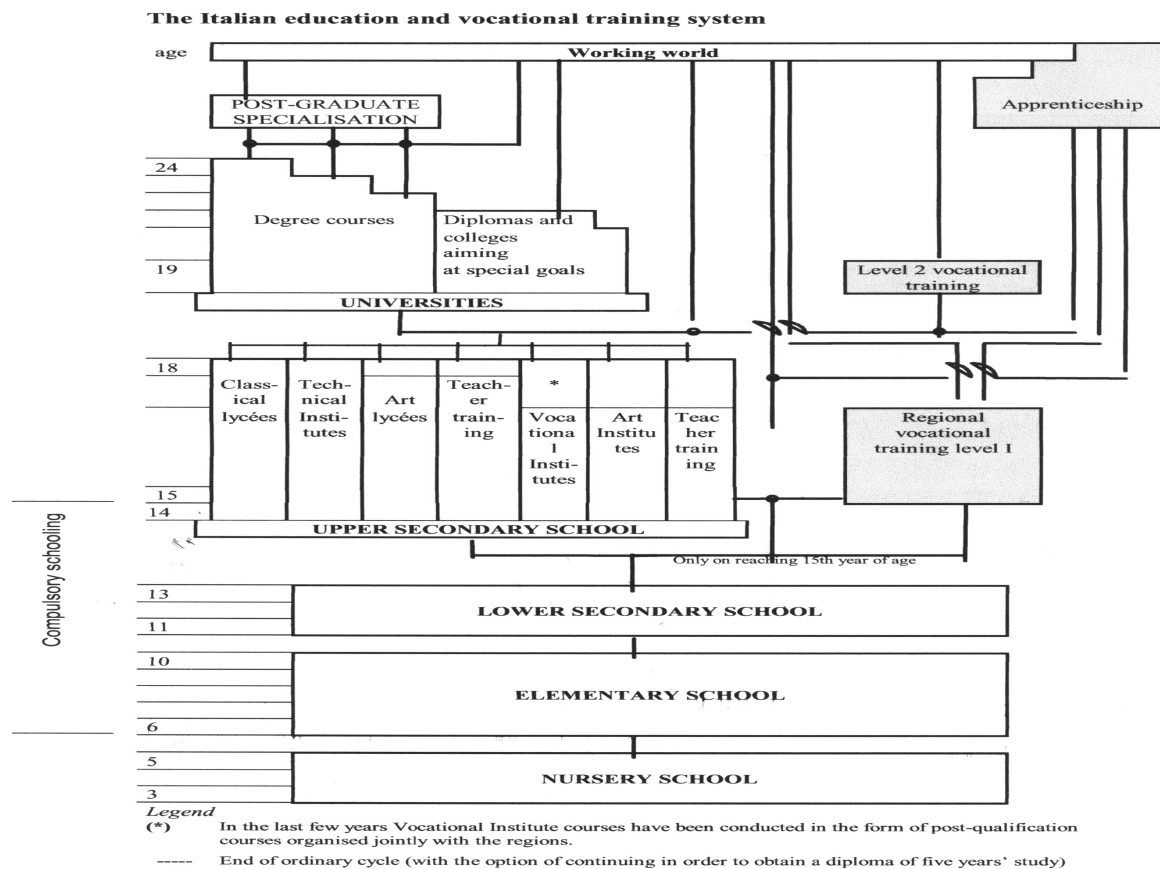 The Italian education and vocational training system
age
Working world
POST-GRADUATE
SPECIALISATION
Apprenticeship
24
Degree courses
Diplomas and
colleges
aiming
at special goals
19
Level 2 vocational
training
UNIVERSITIES
18
Class-
ical
lycées
Tech-
nical
Insti-
tutes
Art
lycées
Teach-
er
train-
ing
*
Voca
tiona
l
Insti-
tutes
Art
Institu
tes
Teac
her
train
ing
Regional
vocational
training level I
15
14
UPPER SECONDARY SCHOOL
Only on reaching 15th year of age
Compulsory schooling
13
LOWER SECONDARY SCHOOL
11
10
ELEMENTARY SCHOOL
6
5
NURSERY SCHOOL
3
Legend
(*) In the last few years Vocational Institute courses have been conducted in the form of post-qualification
courses organised jointly with the regions.
----- End of ordinary cycle (with the option of continuing in order to obtain a diploma of five years' study)